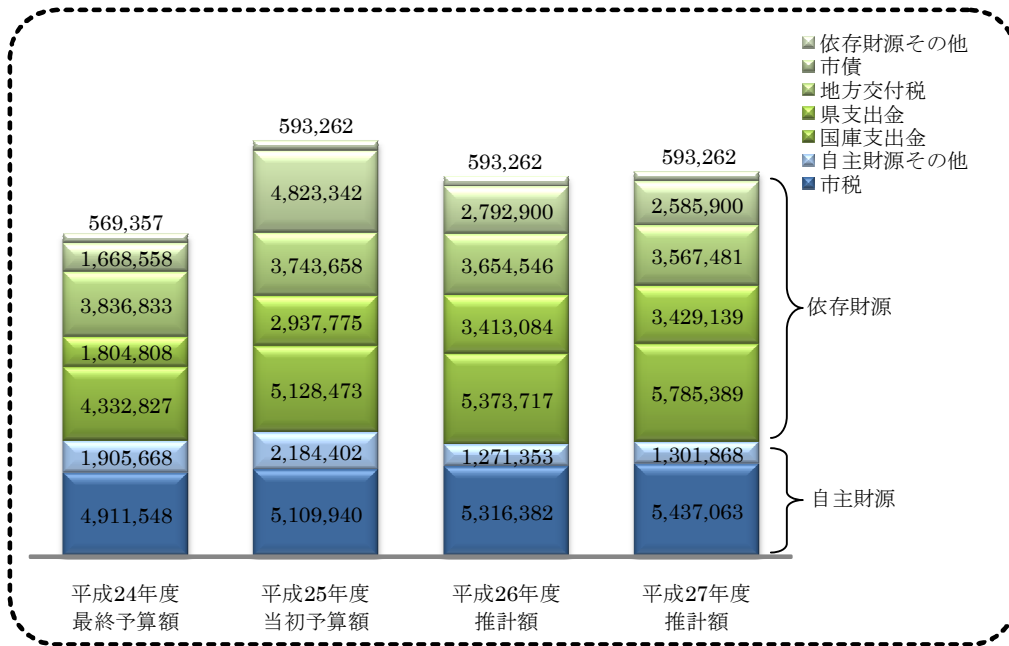 依存財源その他
市債
地方交付税
県支出金
国庫支出金
自主財源その他
市税
569,357
1,668,558
3,836,833
1,804,808
4,332,827
1,905,668
4,911,548
593,262
4,823,342
3,743,658
2,937,775
5,128,473
2,184,402
5,109,940
593,262
2,792,900
3,654,546
3,413,084
5,373,717
1,271,353
5,316,382
593,262
2,585,900
3,567,481
3,429,139
5,785,389
1,301,868
5,437,063
依存財源
自主財源
平成24年度
最終予算額
平成25年度
当初予算額
平成26年度
推計額
平成27年度
推計額